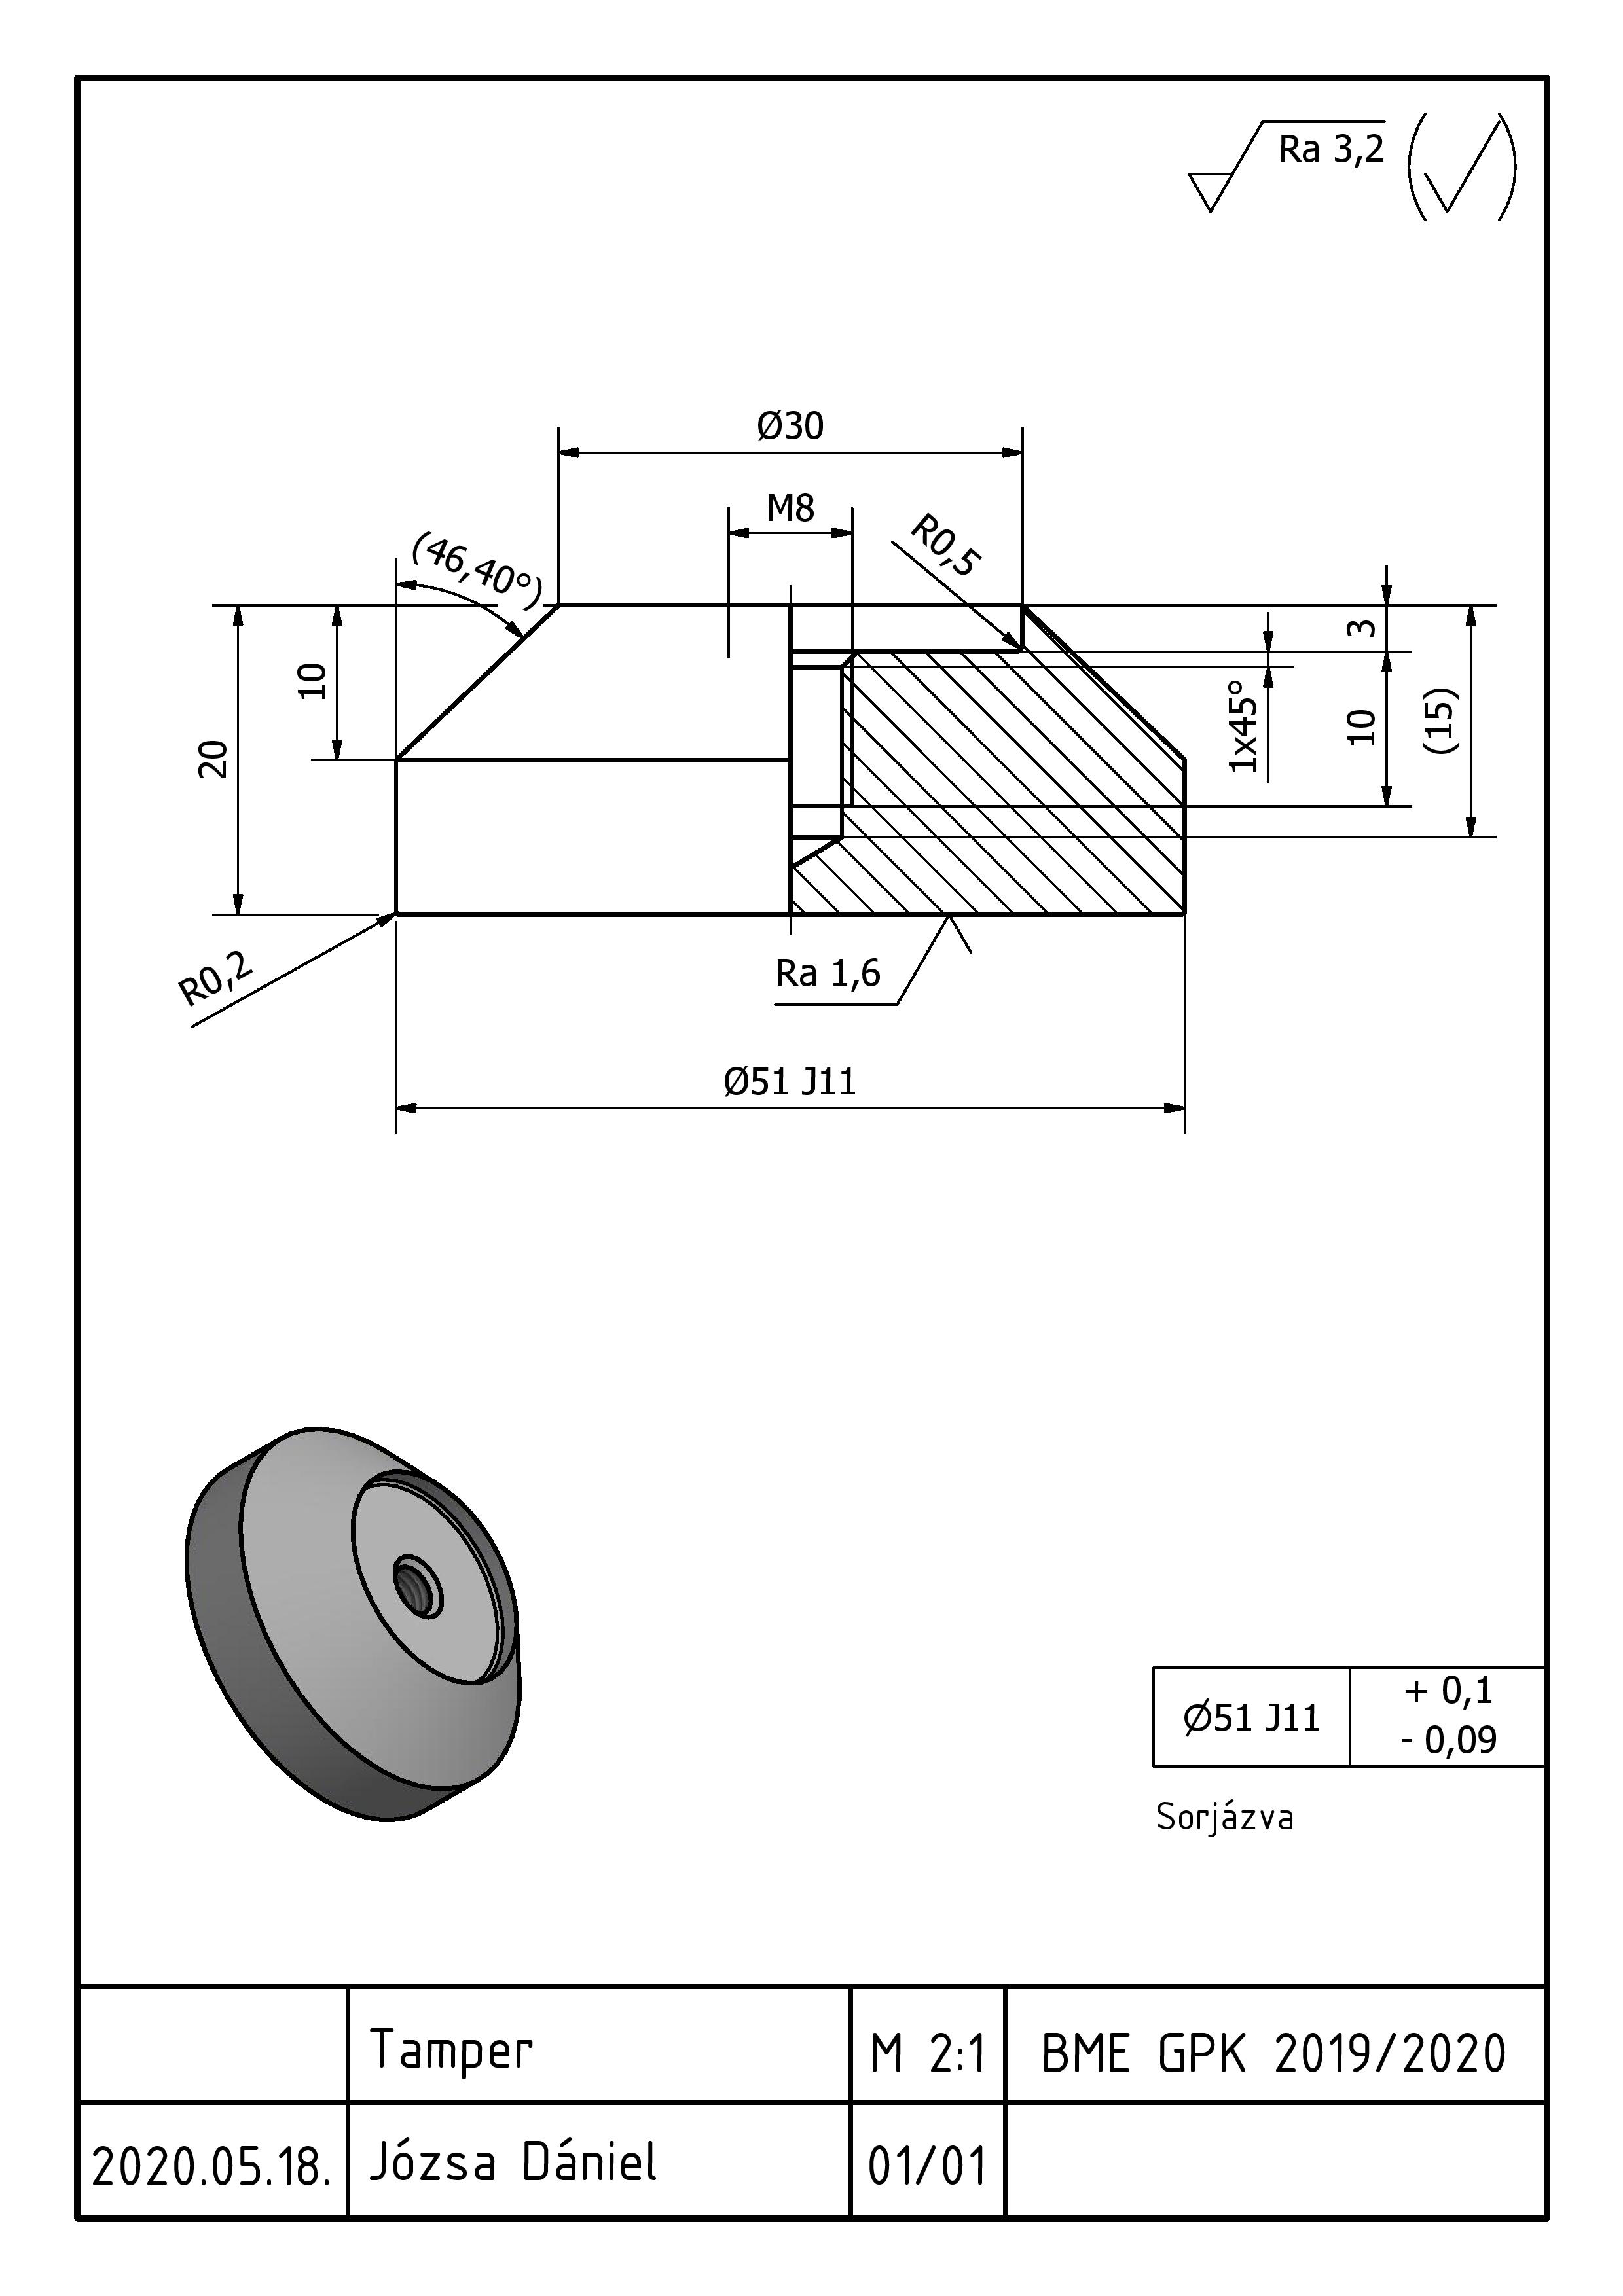 Ra 3,2
Ø30
M8
R0,5
(46,40°)
3
10
20
10
1x45°
(15)
R0,2
Ra 1,6
Ø51 J11
Ø51 J11
+ 0,1
- 0,09
Sorjázva
Tamper
M 2:1
BME GPK 2019/2020
2020.05.18.
Józsa Dániel
01/01